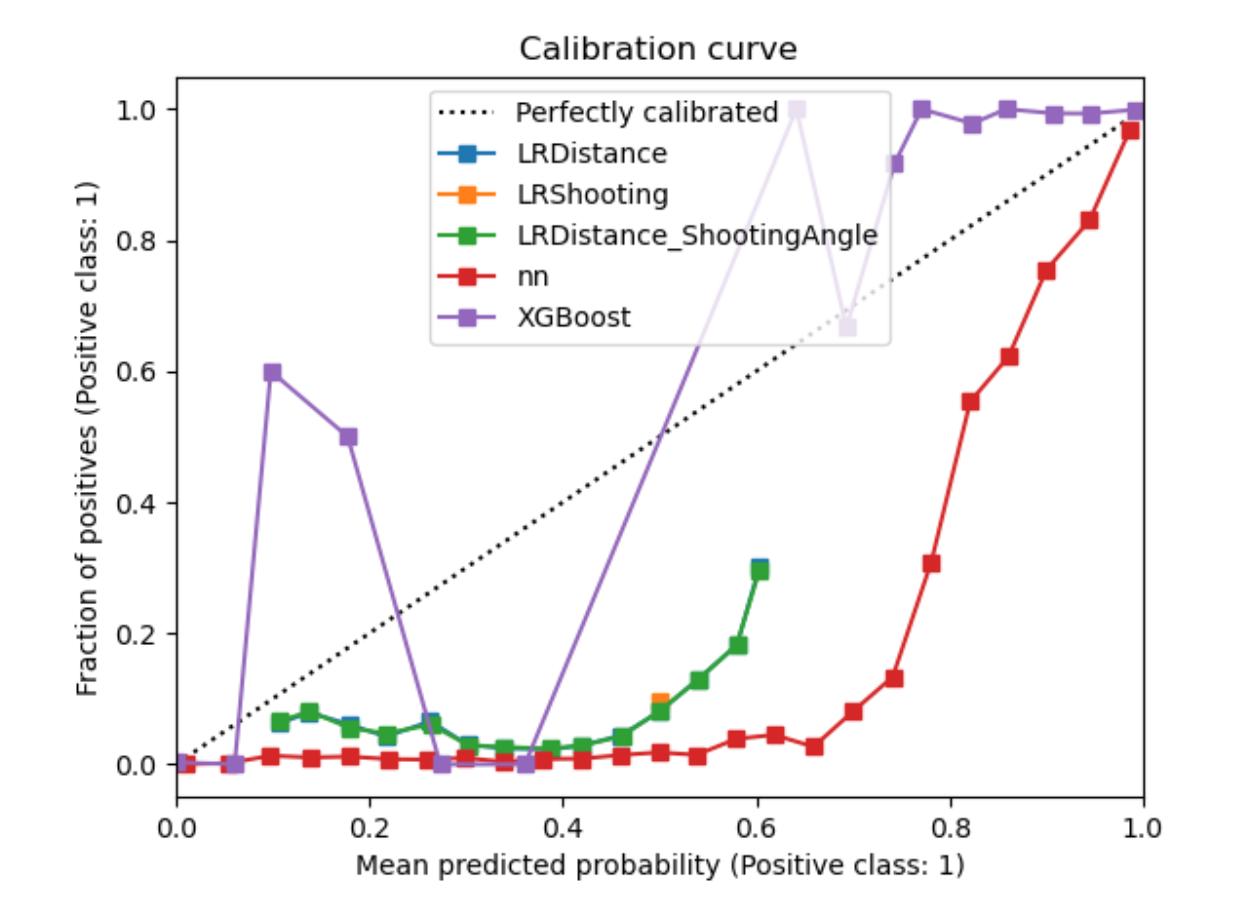 Calibration curve
Perfectly calibrated
LRDistance
LRShooting
LRDistance_ShootingAngle
nn
XGBoost
Fraction of positives (Positive class: 1)
1.0
0.8
0.6
0.4
0.2
0.0
0.0 0.2 0.4 0.6 0.8 1.0
Mean predicted probability (Positive class: 1)